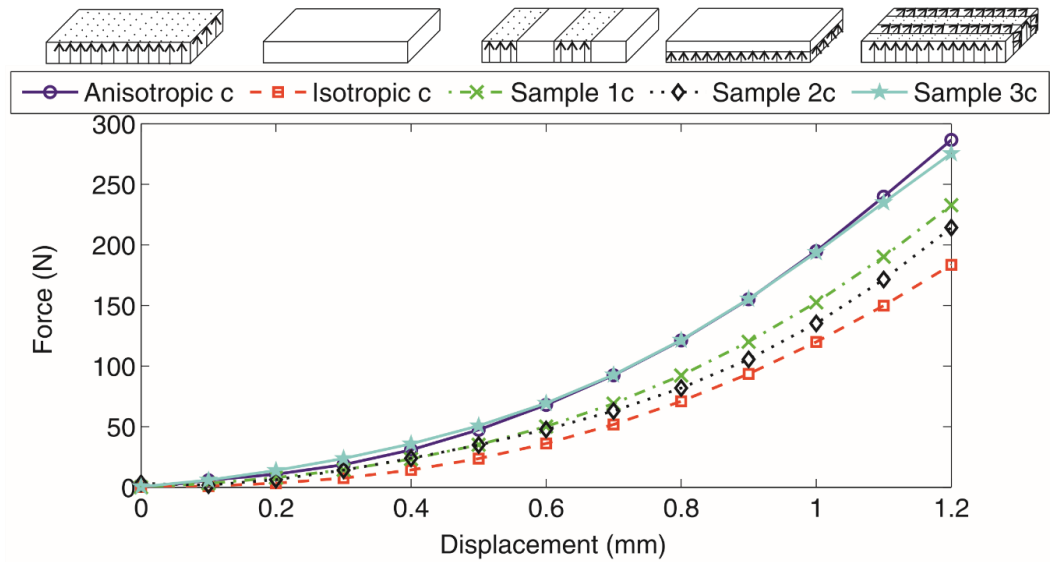 Anisotropic c Isotropic c Sample 1c Sample 2c Sample 3c
300
250
200
150
100
50
0
Force (N)
0 0.2 0.4 0.6 0.8 1 1.2
Displacement (mm)